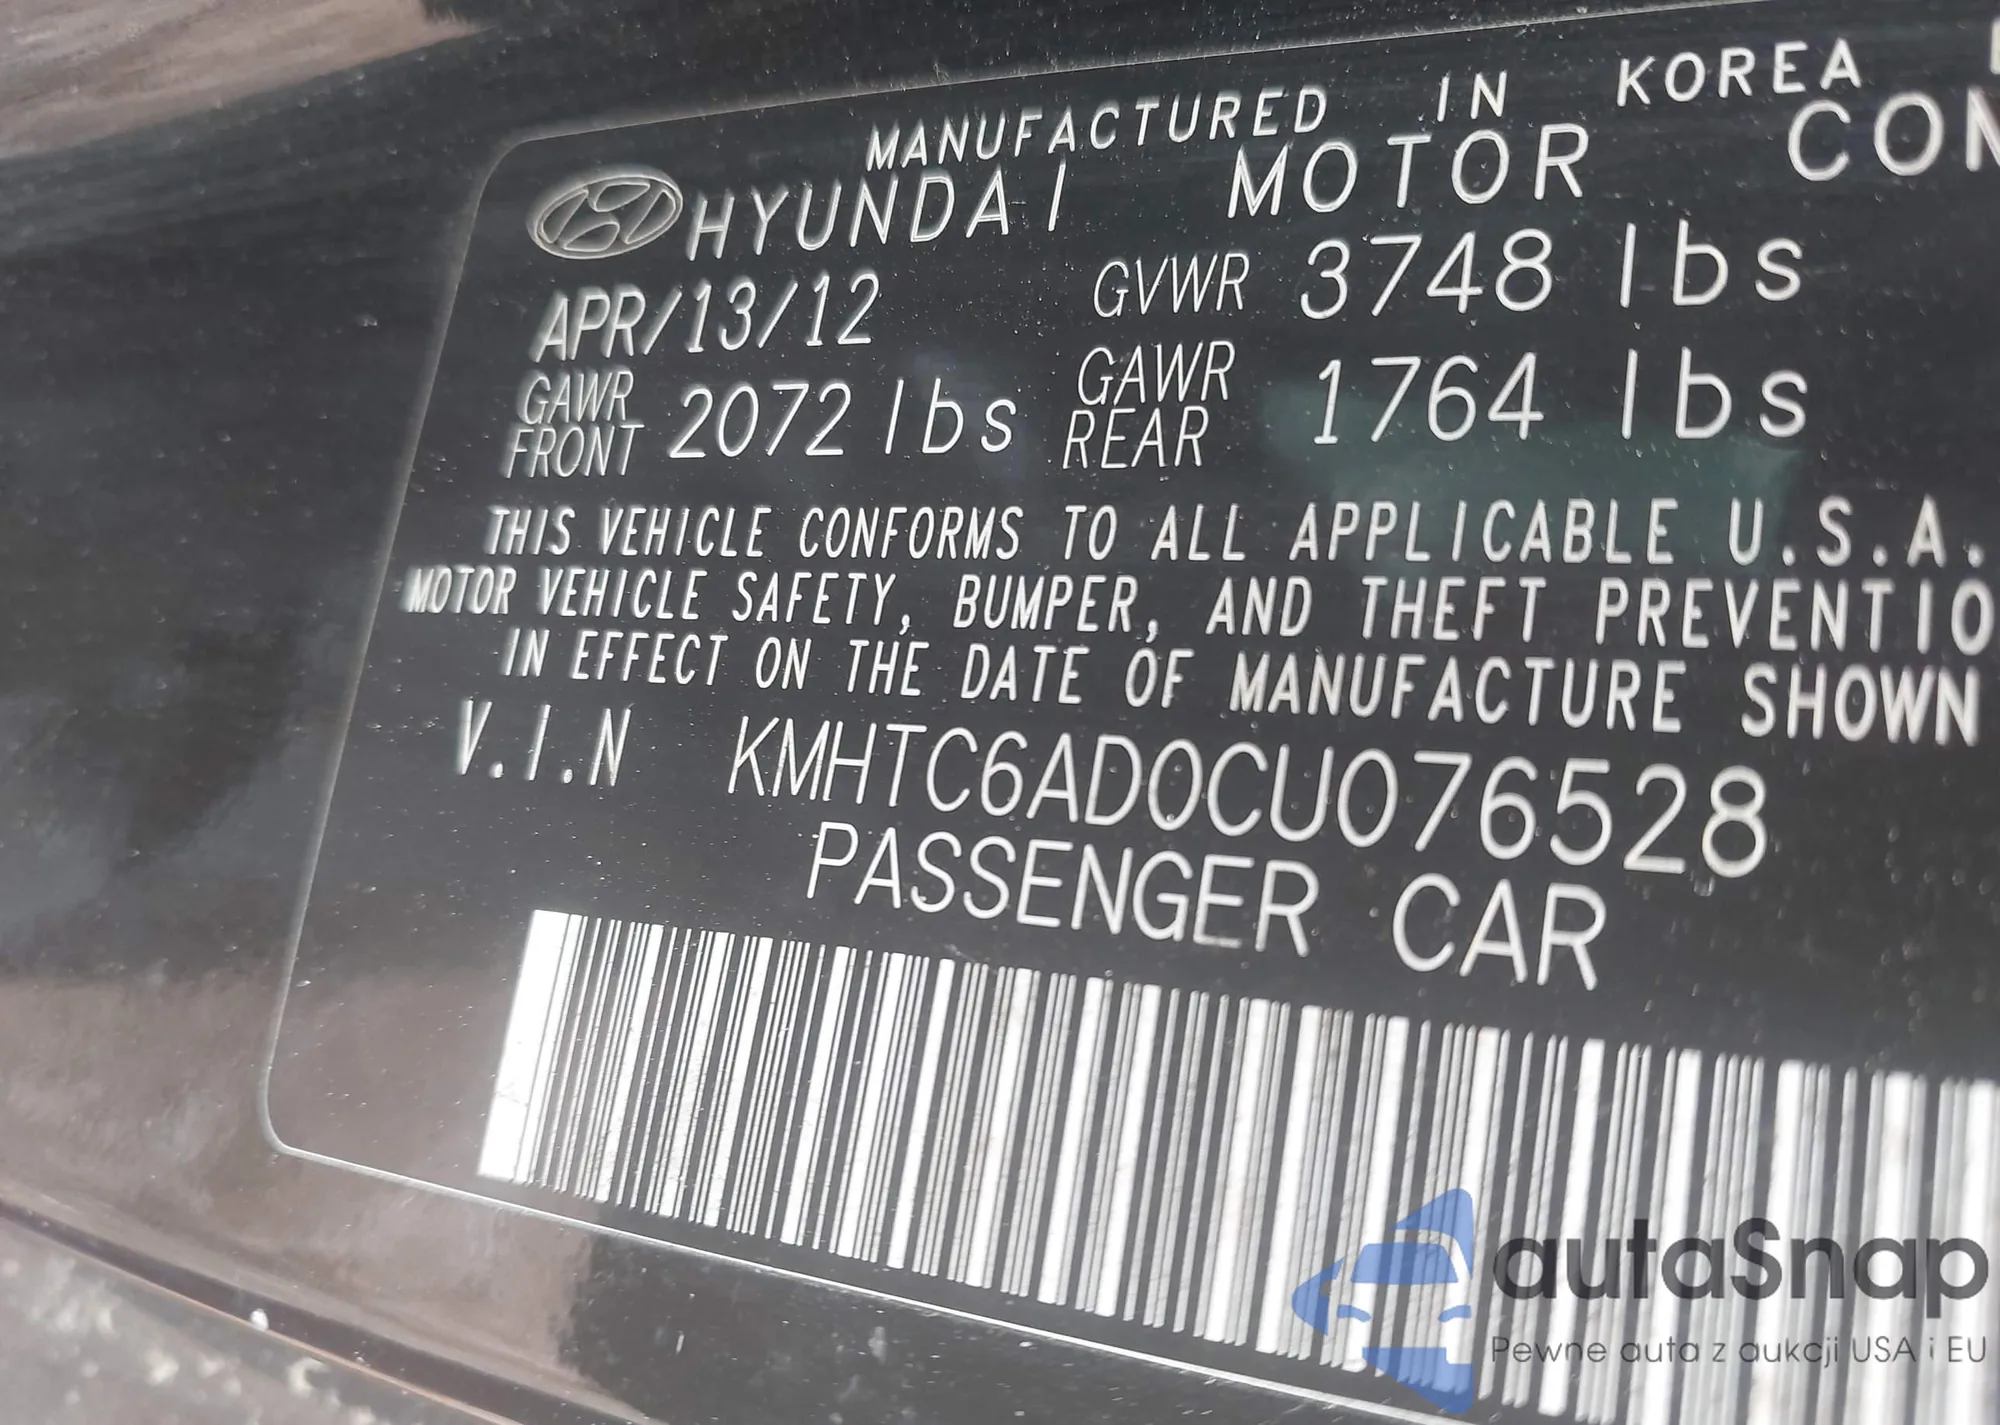 MANUFACTURED IN KOREA
HYUNDAI MOTOR COM
APR/13/12 GVWR 3748 lbs
GAWR FRONT 2072 lbs GAWR REAR 1764 lbs
THIS VEHICLE CONFORMS TO ALL APPLICABLE U.S.A.
MOTOR VEHICLE SAFETY, BUMPER, AND THEFT PREVENTIO
IN EFFECT ON THE DATE OF MANUFACTURE SHOWN
V.I.N KMHTC6AD0CU076528
PASSENGER CAR
autaSnap
Pewne auta z aukcji USA i EU